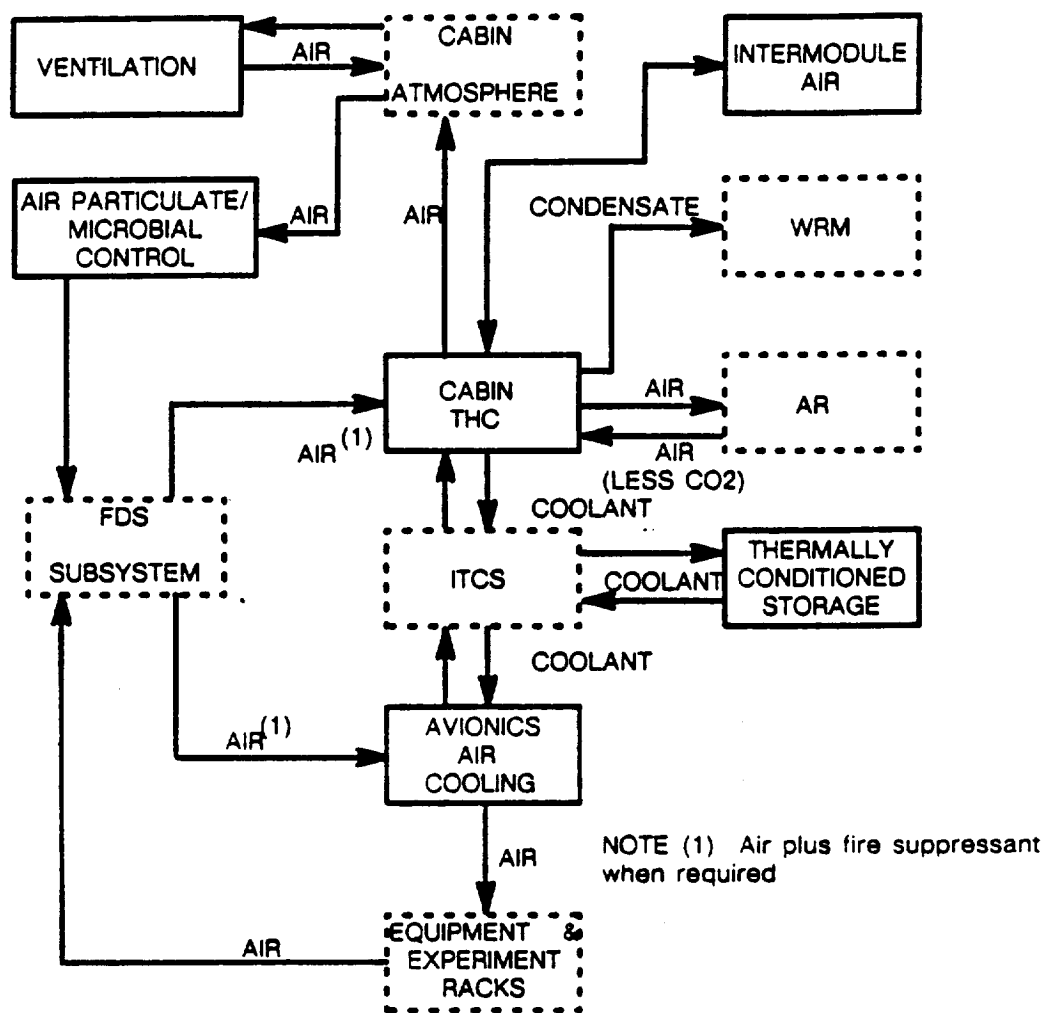 VENTILATION
AIR
CABIN
ATMOSPHERE
INTERMODULE
AIR
AIR PARTICULATE/
MICROBIAL
CONTROL
AIR
AIR
CONDENSATE
WRM
CABIN
THC
AIR
AR
AIR
(LESS CO2)
AIR (1)
COOLANT
FDS
SUBSYSTEM
ITCS
COOLANT
THERMALLY
CONDITIONED
STORAGE
COOLANT
AIR (1)
AVIONICS
AIR
COOLING
AIR
NOTE (1) Air plus fire suppressant
when required
AIR
EQUIPMENT &
EXPERIMENT
RACKS